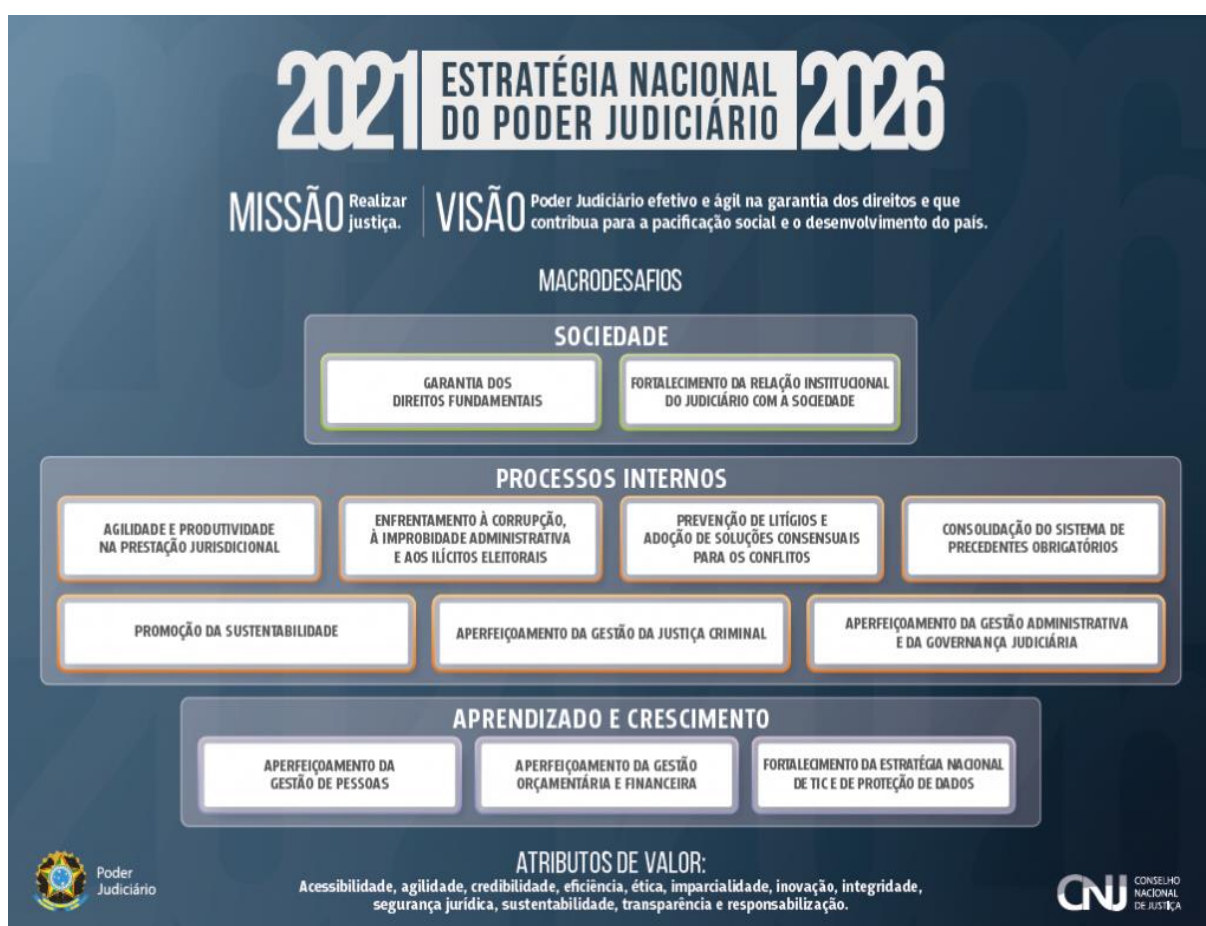 2021 ESTRATÉGIA NACIONAL DO PODER JUDICIÁRIO 2026
MISSÃO Realizar justiça.
VISÃO Poder Judiciário efetivo e ágil na garantia dos direitos e que
contribua para a pacificação social e o desenvolvimento do país.
MACRODESAFIOS
SOCIEDADE
GARANTIA DOS
DIREITOS FUNDAMENTAIS
FORTALECIMENTO DA RELAÇÃO INSTITUCIONAL
DO JUDICIÁRIO COM A SOCIEDADE
PROCESSOS INTERNOS
AGILIDADE E PRODUTIVIDADE
NA PRESTAÇÃO JURISDICIONAL
ENFRENTAMENTO À CORRUPÇÃO,
À IMPROBIDADE ADMINISTRATIVA
E AOS ILÍCITOS ELEITORAIS
PREVENÇÃO DE LITÍGIOS E
ADOÇÃO DE SOLUÇÕES CONSENSUAIS
PARA OS CONFLITOS
CONSOLIDAÇÃO DO SISTEMA DE
PRECEDENTES OBRIGATÓRIOS
PROMOÇÃO DA SUSTENTABILIDADE
APERFEIÇOAMENTO DA GESTÃO DA JUSTIÇA CRIMINAL
APERFEIÇOAMENTO DA GESTÃO ADMINISTRATIVA
E DA GOVERNANÇA JUDICIÁRIA
APRENDIZADO E CRESCIMENTO
APERFEIÇOAMENTO DA
GESTÃO DE PESSOAS
APERFEIÇOAMENTO DA GESTÃO
ORÇAMENTÁRIA E FINANCEIRA
FORTALECIMENTO DA ESTRATÉGIA NACIONAL
DE TIC E DE PROTEÇÃO DE DADOS
ATRIBUTOS DE VALOR:
Acessibilidade, agilidade, credibilidade, eficiência, ética, imparcialidade, inovação, integridade,
segurança jurídica, sustentabilidade, transparência e responsabilização.
Poder
Judiciário
CNJ
CONSELHO
NACIONAL
DE JUSTIÇA